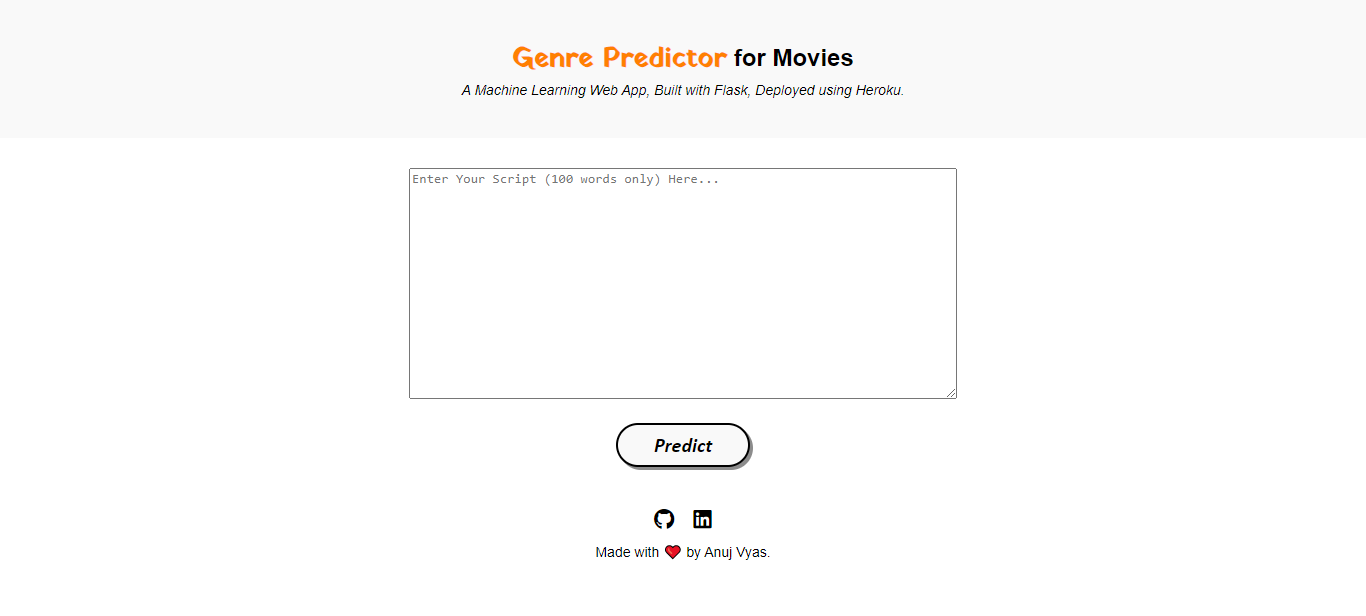 Genre Predictor for Movies
A Machine Learning Web App, Built with Flask, Deployed using Heroku.
Enter Your Script (100 words only) Here...
Predict
in
Made with ❤ by Anuj Vyas.